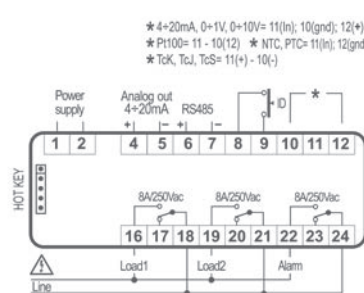 * 4÷20mA, 0÷1V, 0÷10V= 11(In); 10(gnd); 12(+)
* Pt100= 11 - 10(12) * NTC, PTC= 11(In); 12(gnd
* TcK, TcJ, TcS= 11(+) - 10(-)
Power supply
Analog out 4÷20mA
RS485
ID
*
+ − + −
1 2 4 5 6 7 8 9 10 11 12
HOT KEY
8A/250Vac 8A/250Vac 8A/250Vac
16 17 18 19 20 21 22 23 24
Load1 Load2 Alarm
Line